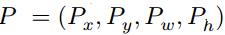 P = (P_x, P_y, P_w, P_h)